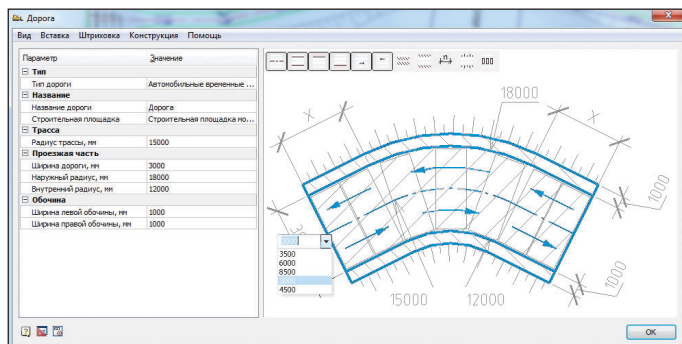 Дорога
Вид Вставка Штриховка Конструкция Помощь
Параметр Значение
Тип
Тип дороги Автомобильные временные ...
Название
Название дороги Дорога
Строительная площадка Строительная площадка мо...
Трасса
Радиус трассы, мм 15000
Проезжая часть
Ширина дороги, мм 3000
Наружный радиус, мм 18000
Внутренний радиус, мм 12000
Обочина
Ширина левой обочины, мм 1000
Ширина правой обочины, мм 1000
n
18000
X
X
1000
1000
3500
6000
8500
4500
15000 12000
OK